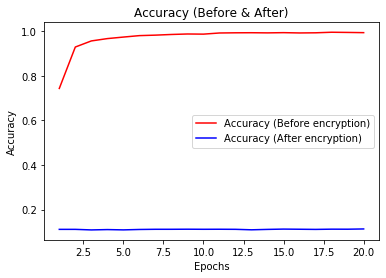 Accuracy (Before & After)
1.0
0.8
0.6
0.4
0.2
Accuracy
Accuracy (Before encryption)
Accuracy (After encryption)
2.5 5.0 7.5 10.0 12.5 15.0 17.5 20.0
Epochs